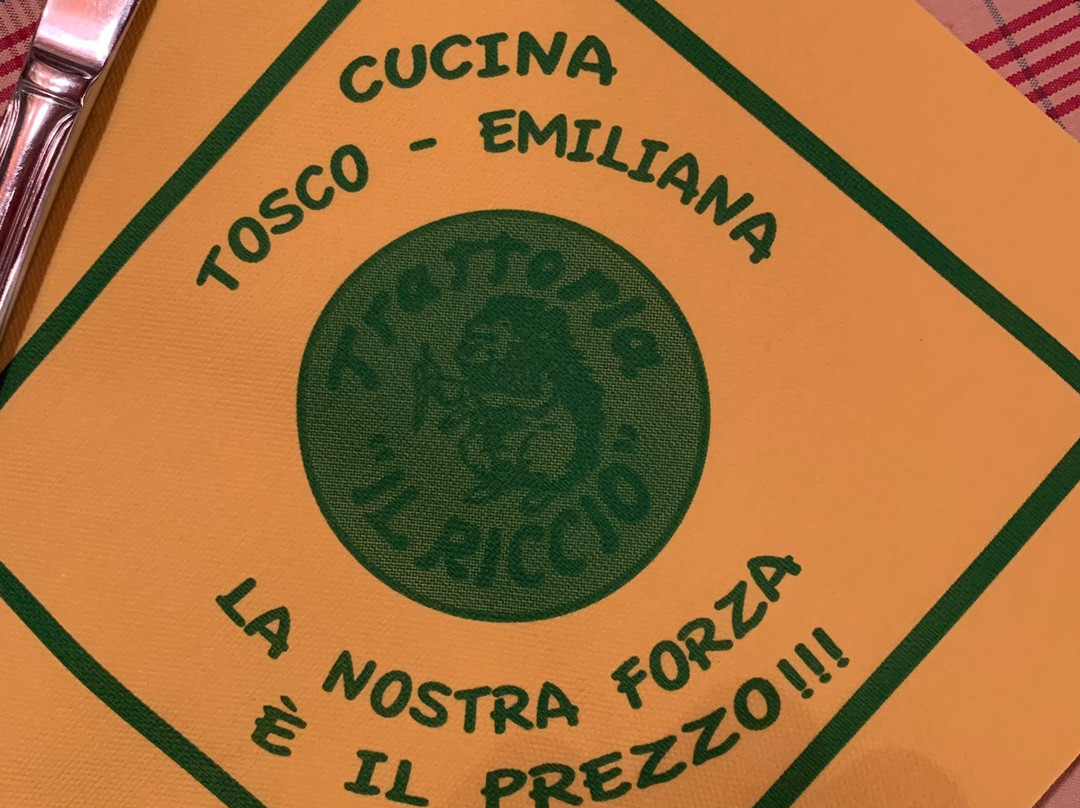 CUCINA
TOSCO - EMILIANA
Trattoria
"IL RICCIO"
LA NOSTRA FORZA
È IL PREZZO!!!